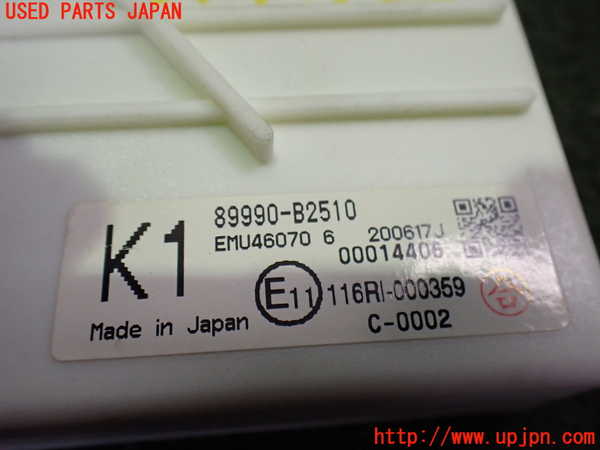 USED PARTS JAPAN
K1
89990-B2510
EMU46070 6 200617J
00014406
E11 116RI-000359
合
Made in Japan
C-0002
http://www.upjpn.com/